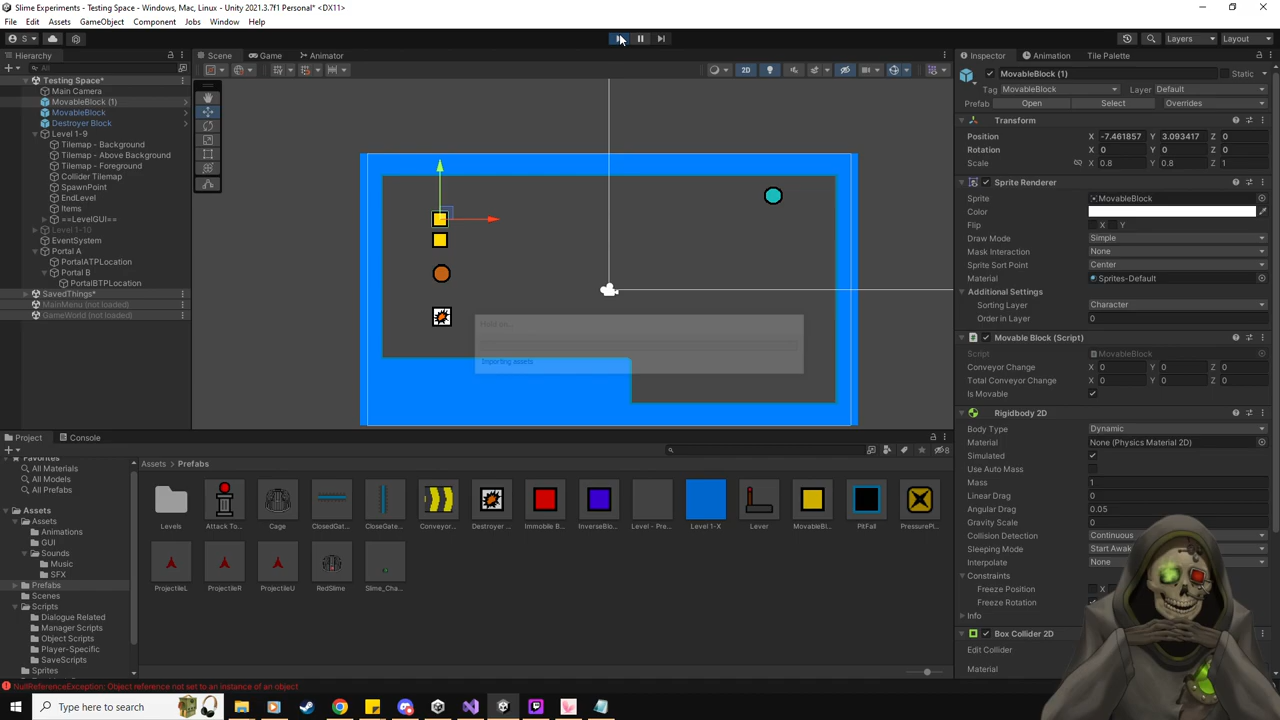 Slime Experiments - Testing Space - Windows, Mac, Linux - Unity 2021.3.7f1 Personal* <DX11>
File Edit Assets GameObject Component Jobs Window Help
S Layers Layout
Hierarchy
All
Testing Space*
Main Camera
MovableBlock (1)
MovableBlock
Destroyer Block
Level 1-9
Tilemap - Background
Tilemap - Above Background
Tilemap - Foreground
Collider Tilemap
SpawnPoint
EndLevel
Items
==LevelGUI==
Level 1-10
EventSystem
Portal A
PortalATPLocation
Portal B
PortalBTPLocation
SavedThings*
MainMenu (not loaded)
GameWorld (not loaded)
Scene Game Animator
2D
Hold on...
Importing assets
Inspector Animation Tile Palette
MovableBlock (1) Static
Tag MovableBlock Layer Default
Prefab Open Select Overrides
Transform
Position X -7.461857 Y 3.093417 Z 0
Rotation X 0 Y 0 Z 0
Scale X 0.8 Y 0.8 Z 1
Sprite Renderer
Sprite MovableBlock
Color
Flip X Y
Draw Mode Simple
Mask Interaction None
Sprite Sort Point Center
Material Sprites-Default
Additional Settings
Sorting Layer Character
Order in Layer 0
Movable Block (Script)
Script MovableBlock
Conveyor Change X 0 Y 0 Z 0
Total Conveyor Change X 0 Y 0 Z 0
Is Movable
Rigidbody 2D
Body Type Dynamic
Material None (Physics Material 2D)
Simulated
Use Auto Mass
Mass 1
Linear Drag 0
Angular Drag 0.05
Gravity Scale 0
Collision Detection Continuous
Sleeping Mode Start Awak
Interpolate None
Constraints
Freeze Position X
Freeze Rotation
Info
Box Collider 2D
Edit Collider
Material
Project Console
8
Favorites
All Materials
All Models
All Prefabs
Assets
Assets
Animations
GUI
Sounds
Music
SFX
Prefabs
Scenes
Scripts
Dialogue Related
Manager Scripts
Object Scripts
Player-Specific
SaveScripts
Sprites
Assets Prefabs
Levels Attack To... Cage ClosedGat... CloseGate... Conveyor... Destroyer ... Immobile B... InverseBlo... Level - Pre... Level 1-X Lever MovableBl... PitFall PressurePl...
ProjectileL ProjectileR ProjectileU RedSlime Slime_Cha...
NullReferenceException: Object reference not set to an instance of an object
Type here to search